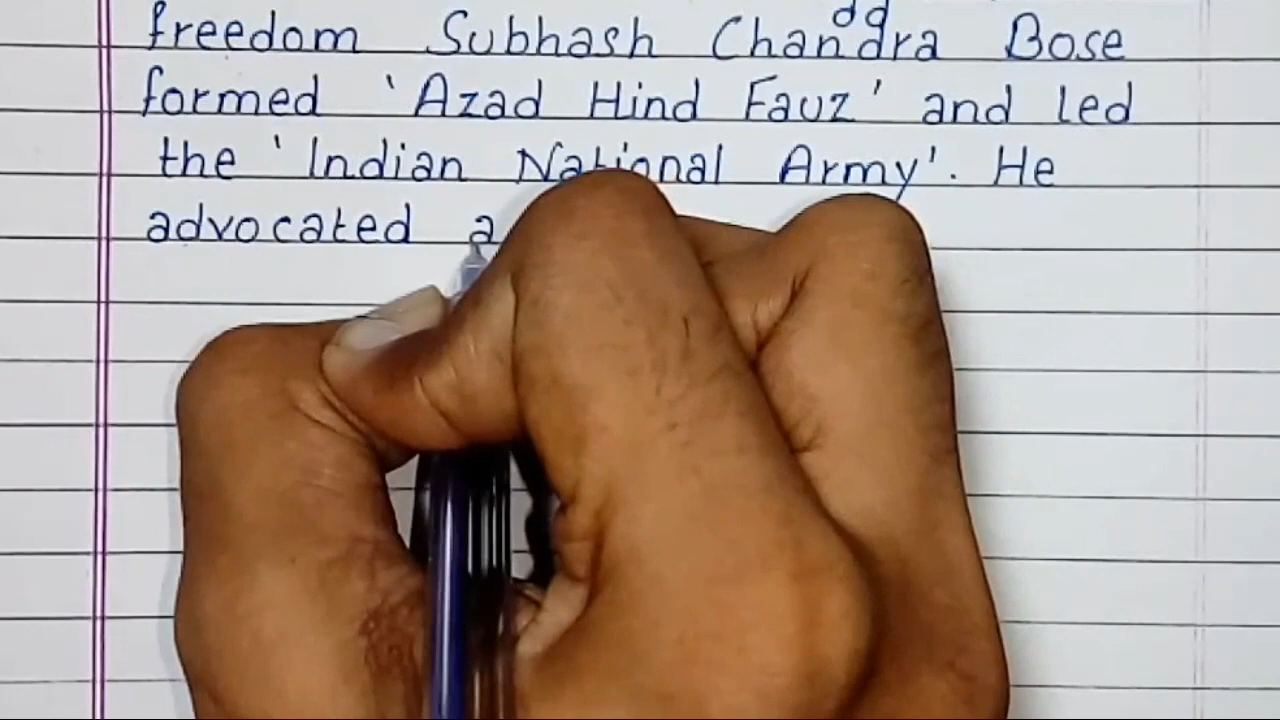 freedom Subhash Chandra Bose
formed 'Azad Hind Fauz' and led
the 'Indian National Army'. He
advocated a